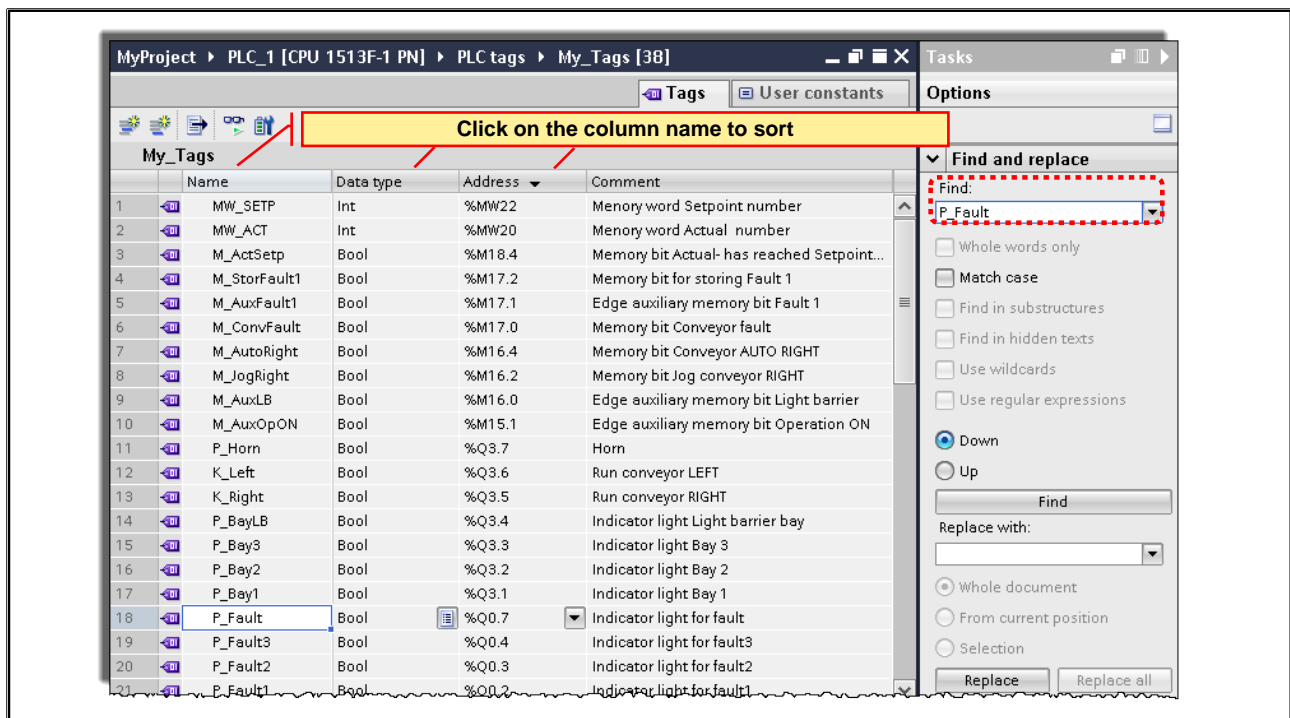 MyProject ▸ PLC_1 [CPU 1513F-1 PN] ▸ PLC tags ▸ My_Tags [38]
Tasks
Tags
User constants
Options
Click on the column name to sort
My_Tags
Find and replace
Name Data type Address Comment
Find:
P_Fault
1 MW_SETP Int %MW22 Menory word Setpoint number
2 MW_ACT Int %MW20 Menory word Actual number
3 M_ActSetp Bool %M18.4 Memory bit Actual- has reached Setpoint...
4 M_StorFault1 Bool %M17.2 Memory bit for storing Fault 1
5 M_AuxFault1 Bool %M17.1 Edge auxiliary memory bit Fault 1
6 M_ConvFault Bool %M17.0 Memory bit Conveyor fault
7 M_AutoRight Bool %M16.4 Memory bit Conveyor AUTO RIGHT
8 M_JogRight Bool %M16.2 Memory bit Jog conveyor RIGHT
9 M_AuxLB Bool %M16.0 Edge auxiliary memory bit Light barrier
10 M_AuxOpON Bool %M15.1 Edge auxiliary memory bit Operation ON
11 P_Horn Bool %Q3.7 Horn
12 K_Left Bool %Q3.6 Run conveyor LEFT
13 K_Right Bool %Q3.5 Run conveyor RIGHT
14 P_BayLB Bool %Q3.4 Indicator light Light barrier bay
15 P_Bay3 Bool %Q3.3 Indicator light Bay 3
16 P_Bay2 Bool %Q3.2 Indicator light Bay 2
17 P_Bay1 Bool %Q3.1 Indicator light Bay 1
18 P_Fault Bool %Q0.7 Indicator light for fault
19 P_Fault3 Bool %Q0.4 Indicator light for fault3
20 P_Fault2 Bool %Q0.3 Indicator light for fault2
21 P_Fault1 Bool %Q0.2 Indicator light for fault1
Whole words only
Match case
Find in substructures
Find in hidden texts
Use wildcards
Use regular expressions
Down
Up
Find
Replace with:
Whole document
From current position
Selection
Replace
Replace all